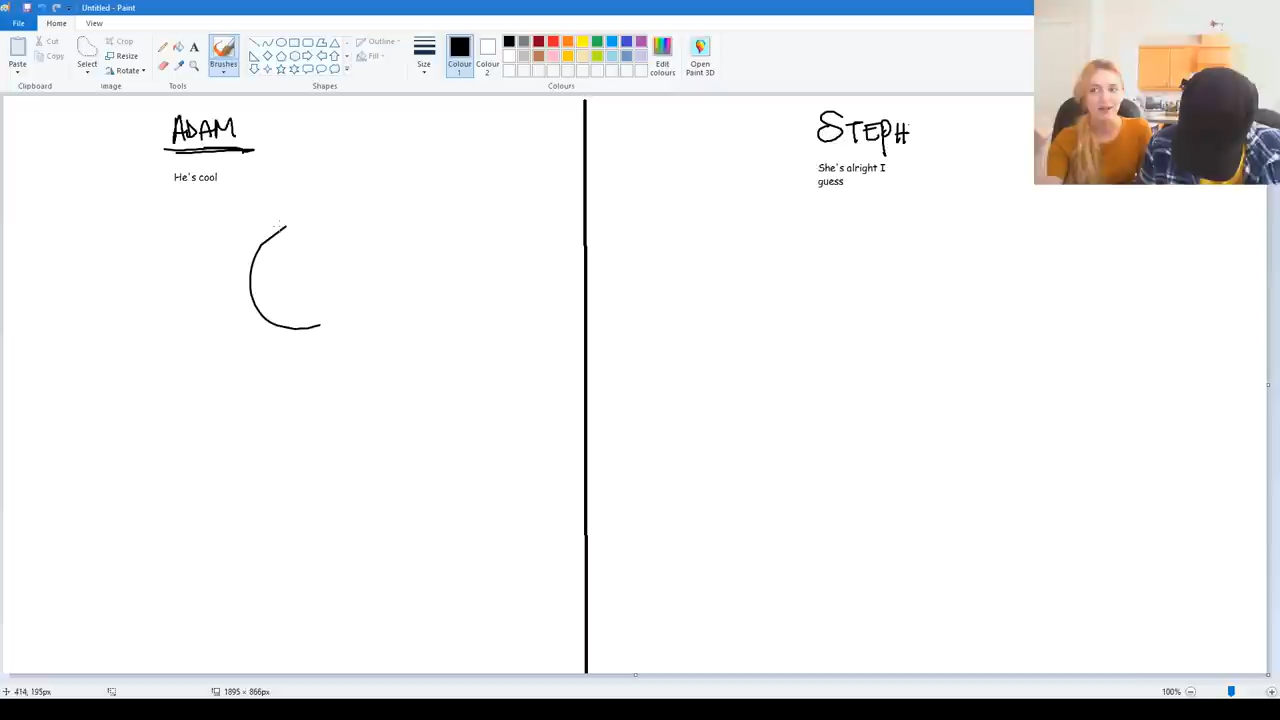 Untitled - Paint
File Home View
Paste
Cut
Copy
Clipboard
Select
Crop
Resize
Rotate
Image
Tools
Brushes
Shapes
Outline
Fill
Size
Colour 1
Colour 2
Colours
Edit colours
Open Paint 3D
ADAM
He's cool
STEPH
She's alright I
guess
414, 195px
1895 × 866px
100%